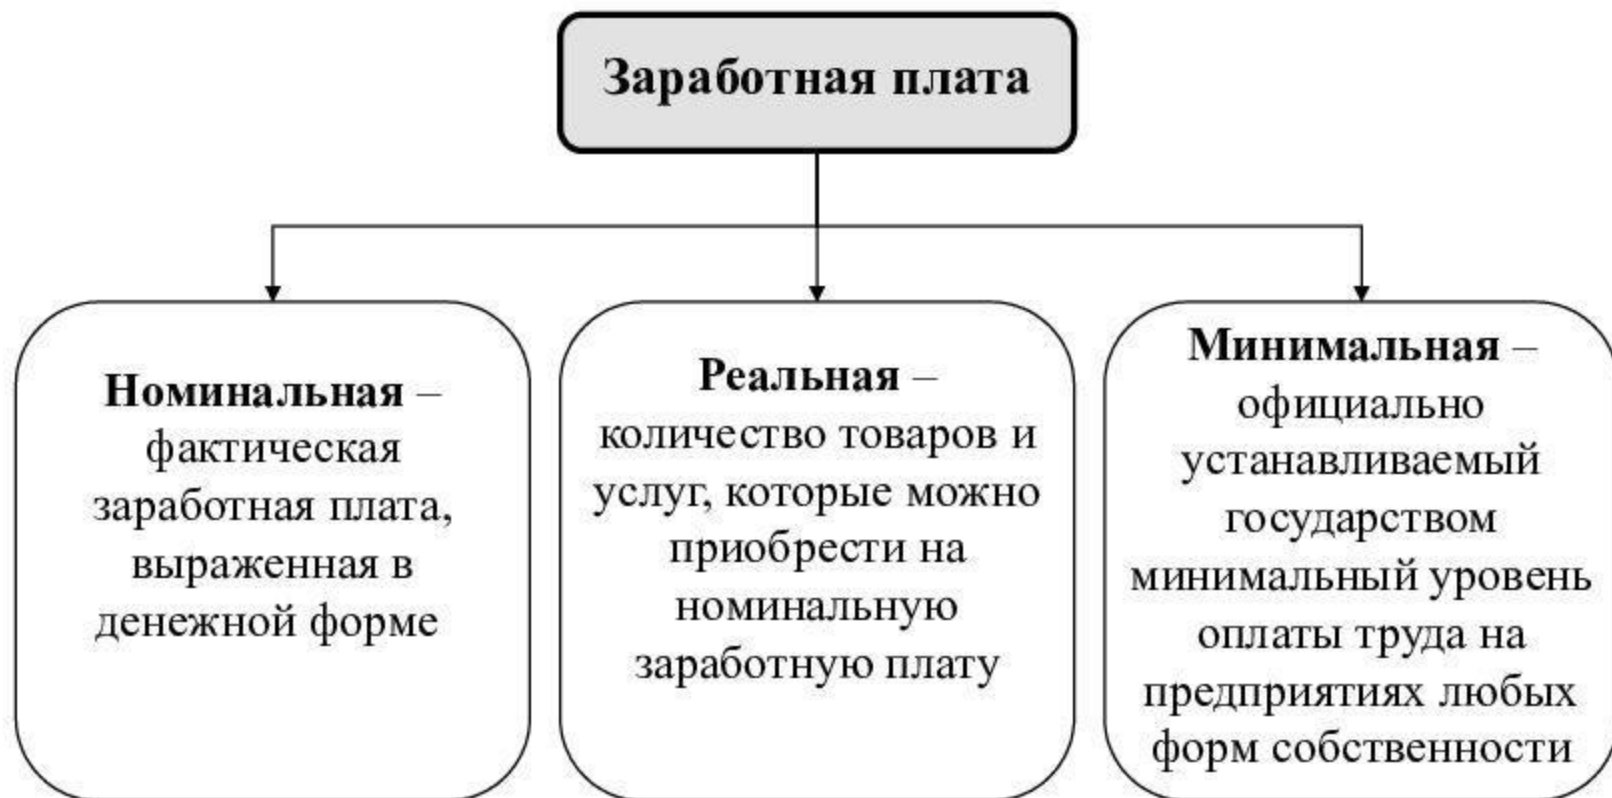 Заработная плата
Номинальная –
фактическая
заработная плата,
выраженная в
денежной форме
Реальная –
количество товаров и
услуг, которые можно
приобрести на
номинальную
заработную плату
Минимальная –
официально
устанавливаемый
государством
минимальный уровень
оплаты труда на
предприятиях любых
форм собственности